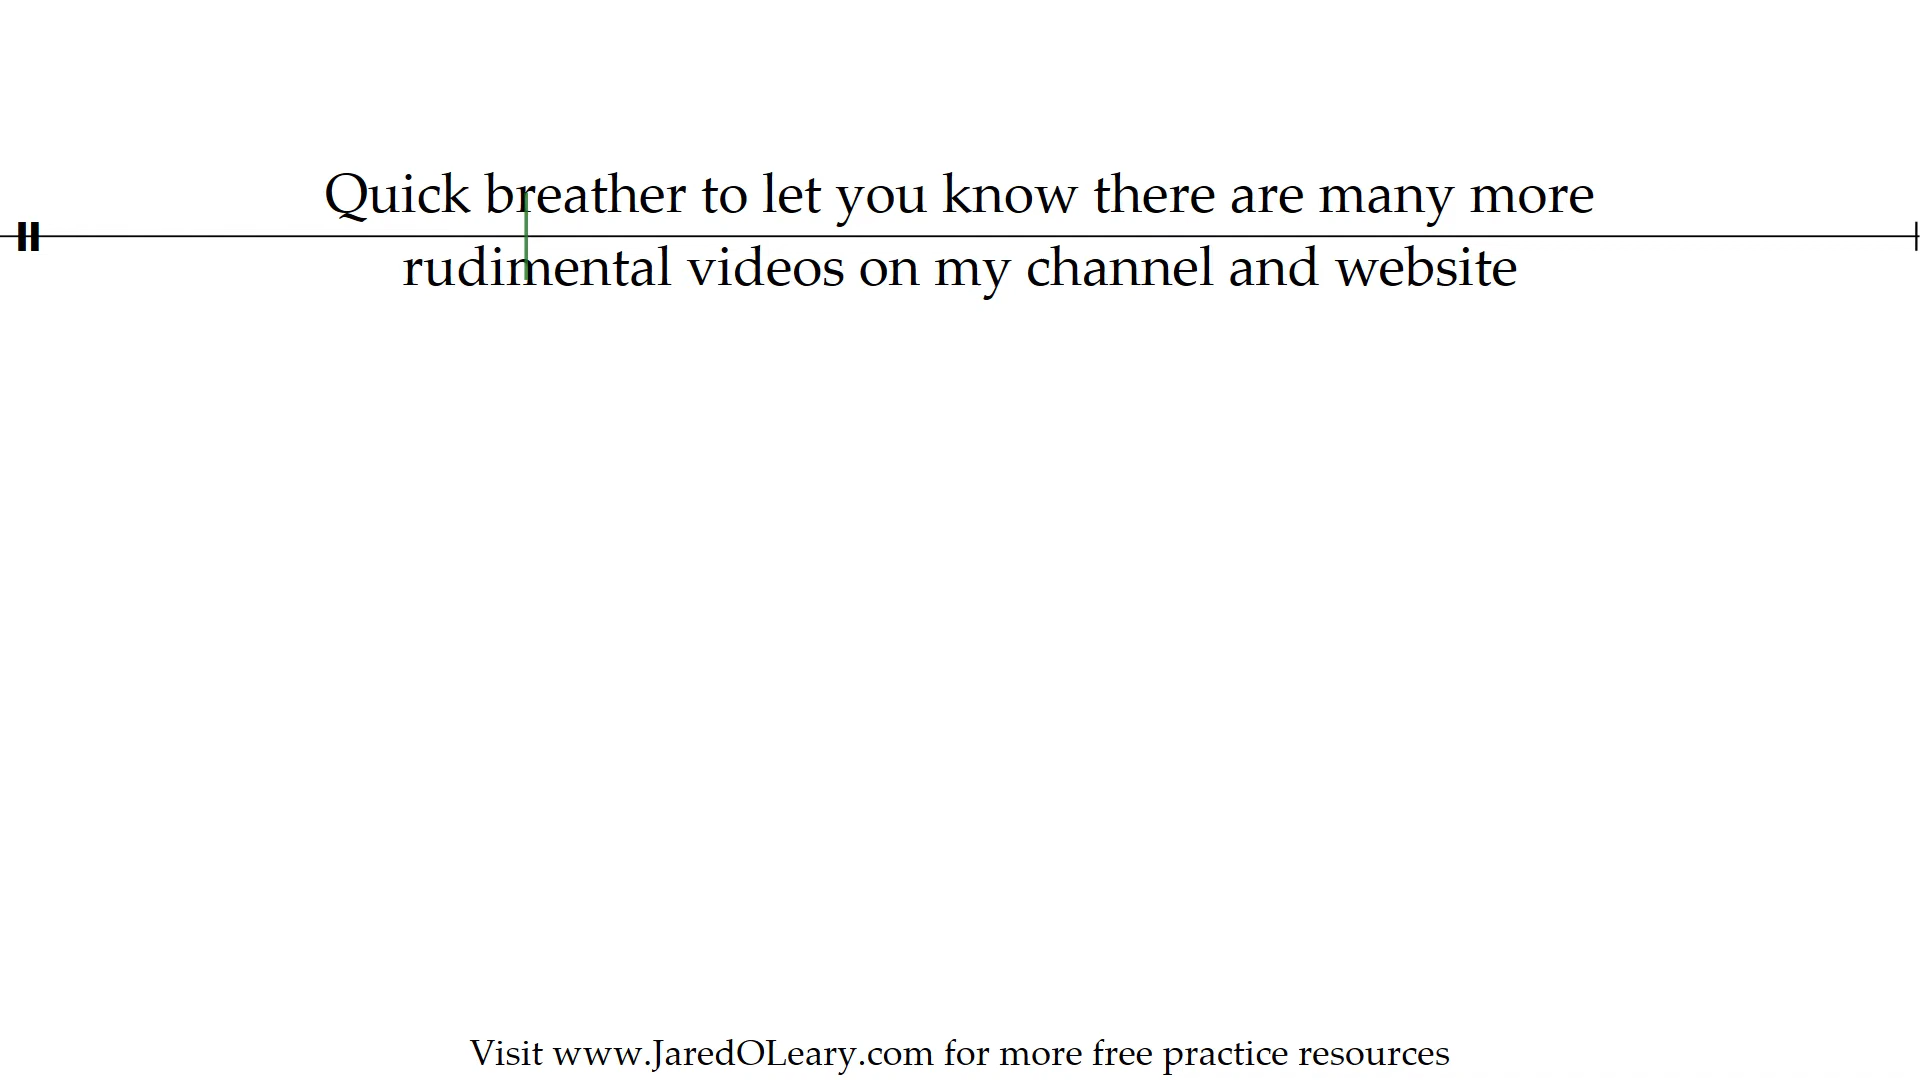 Quick breather to let you know there are many more
rudimental videos on my channel and website
Visit www.JaredOLeary.com for more free practice resources